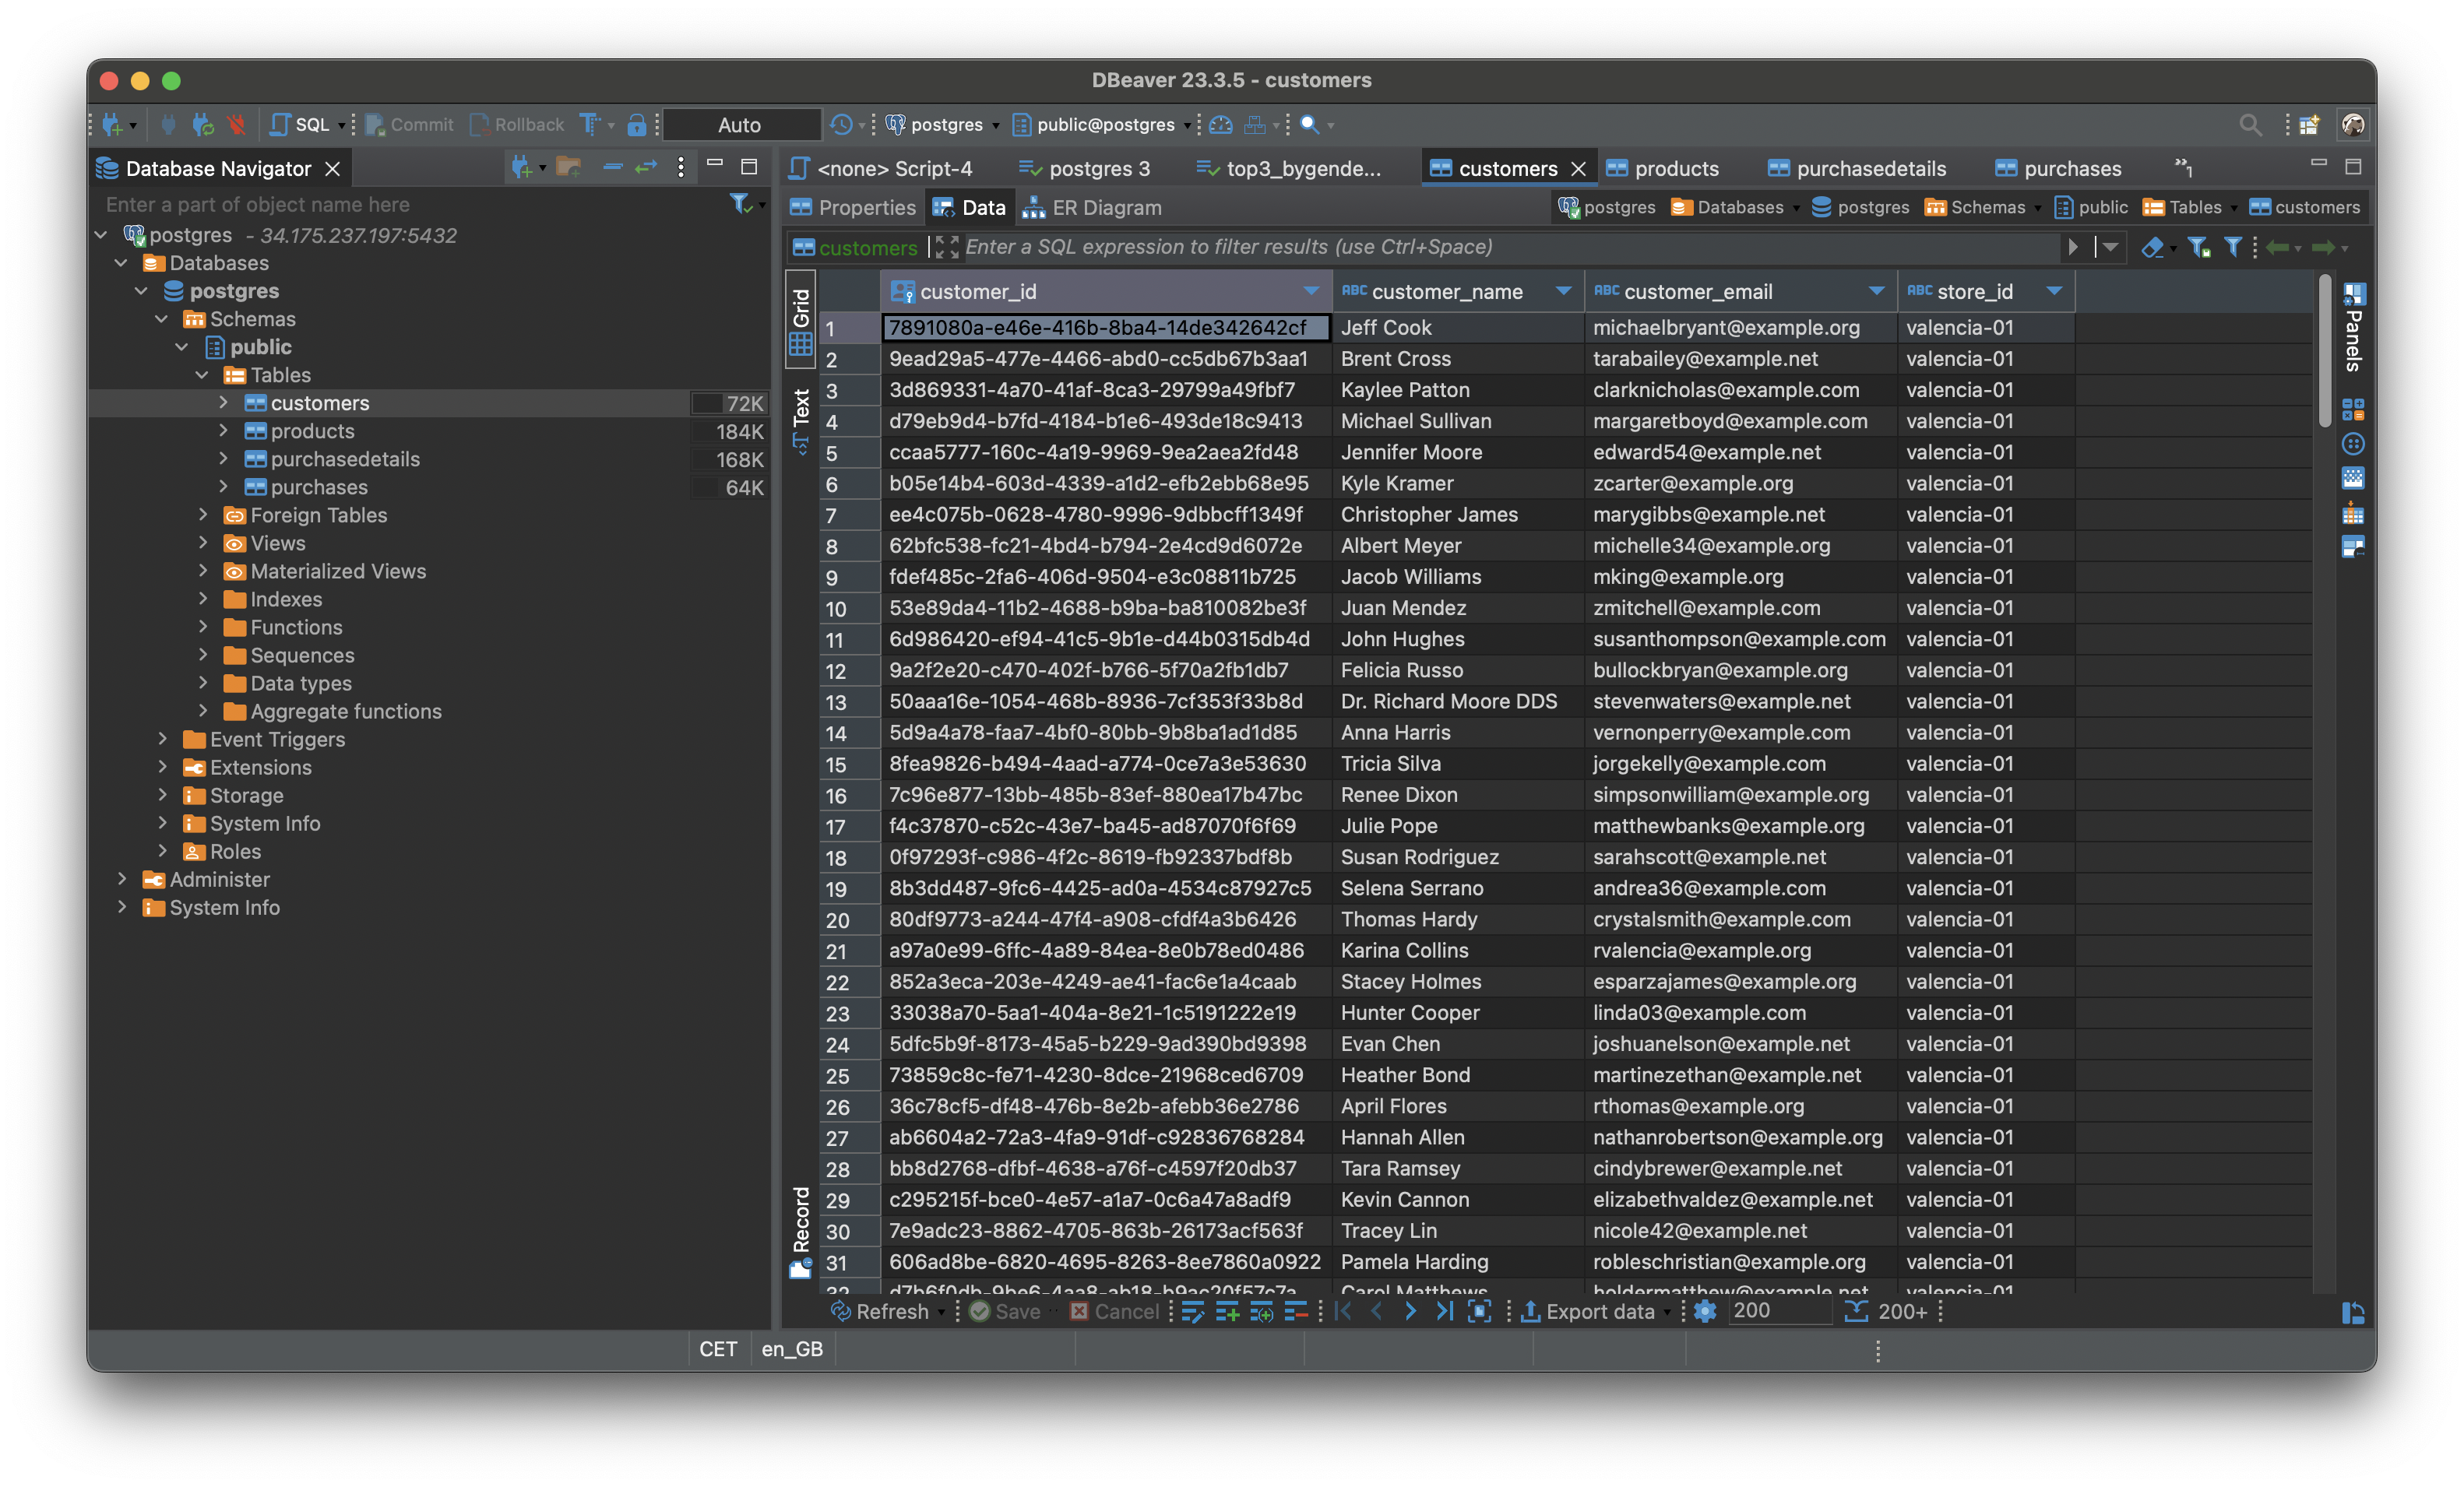 DBeaver 23.3.5 - customers
SQL Commit Rollback Auto postgres public@postgres
Database Navigator
Enter a part of object name here
postgres - 34.175.237.197:5432
Databases
postgres
Schemas
public
Tables
customers 72K
products 184K
purchasedetails 168K
purchases 64K
Foreign Tables
Views
Materialized Views
Indexes
Functions
Sequences
Data types
Aggregate functions
Event Triggers
Extensions
Storage
System Info
Roles
Administer
System Info
<none> Script-4 postgres 3 top3_bygende... customers products purchasedetails purchases »1
Properties Data ER Diagram postgres Databases postgres Schemas public Tables customers
customers Enter a SQL expression to filter results (use Ctrl+Space)
Grid
Text
Record
Panels
customer_id ABC customer_name ABC customer_email ABC store_id
1 7891080a-e46e-416b-8ba4-14de342642cf Jeff Cook michaelbryant@example.org valencia-01
2 9ead29a5-477e-4466-abd0-cc5db67b3aa1 Brent Cross tarabailey@example.net valencia-01
3 3d869331-4a70-41af-8ca3-29799a49fbf7 Kaylee Patton clarknicholas@example.com valencia-01
4 d79eb9d4-b7fd-4184-b1e6-493de18c9413 Michael Sullivan margaretboyd@example.com valencia-01
5 ccaa5777-160c-4a19-9969-9ea2aea2fd48 Jennifer Moore edward54@example.net valencia-01
6 b05e14b4-603d-4339-a1d2-efb2ebb68e95 Kyle Kramer zcarter@example.org valencia-01
7 ee4c075b-0628-4780-9996-9dbbcff1349f Christopher James marygibbs@example.net valencia-01
8 62bfc538-fc21-4bd4-b794-2e4cd9d6072e Albert Meyer michelle34@example.org valencia-01
9 fdef485c-2fa6-406d-9504-e3c08811b725 Jacob Williams mking@example.org valencia-01
10 53e89da4-11b2-4688-b9ba-ba810082be3f Juan Mendez zmitchell@example.com valencia-01
11 6d986420-ef94-41c5-9b1e-d44b0315db4d John Hughes susanthompson@example.com valencia-01
12 9a2f2e20-c470-402f-b766-5f70a2fb1db7 Felicia Russo bullockbryan@example.org valencia-01
13 50aaa16e-1054-468b-8936-7cf353f33b8d Dr. Richard Moore DDS stevenwaters@example.net valencia-01
14 5d9a4a78-faa7-4bf0-80bb-9b8ba1ad1d85 Anna Harris vernonperry@example.com valencia-01
15 8fea9826-b494-4aad-a774-0ce7a3e53630 Tricia Silva jorgekelly@example.com valencia-01
16 7c96e877-13bb-485b-83ef-880ea17b47bc Renee Dixon simpsonwilliam@example.org valencia-01
17 f4c37870-c52c-43e7-ba45-ad87070f6f69 Julie Pope matthewbanks@example.org valencia-01
18 0f97293f-c986-4f2c-8619-fb92337bdf8b Susan Rodriguez sarahscott@example.net valencia-01
19 8b3dd487-9fc6-4425-ad0a-4534c87927c5 Selena Serrano andrea36@example.com valencia-01
20 80df9773-a244-47f4-a908-cfdf4a3b6426 Thomas Hardy crystalsmith@example.com valencia-01
21 a97a0e99-6ffc-4a89-84ea-8e0b78ed0486 Karina Collins rvalencia@example.org valencia-01
22 852a3eca-203e-4249-ae41-fac6e1a4caab Stacey Holmes esparzajames@example.org valencia-01
23 33038a70-5aa1-404a-8e21-1c5191222e19 Hunter Cooper linda03@example.com valencia-01
24 5dfc5b9f-8173-45a5-b229-9ad390bd9398 Evan Chen joshuanelson@example.net valencia-01
25 73859c8c-fe71-4230-8dce-21968ced6709 Heather Bond martinezethan@example.net valencia-01
26 36c78cf5-df48-476b-8e2b-afebb36e2786 April Flores rthomas@example.org valencia-01
27 ab6604a2-72a3-4fa9-91df-c92836768284 Hannah Allen nathanrobertson@example.org valencia-01
28 bb8d2768-dfbf-4638-a76f-c4597f20db37 Tara Ramsey cindybrewer@example.net valencia-01
29 c295215f-bce0-4e57-a1a7-0c6a47a8adf9 Kevin Cannon elizabethvaldez@example.net valencia-01
30 7e9adc23-8862-4705-863b-26173acf563f Tracey Lin nicole42@example.net valencia-01
31 606ad8be-6820-4695-8263-8ee7860a0922 Pamela Harding robleschristian@example.org valencia-01
32 d7b6f0db-9be6-4aa8-ab18-b9ac20f57c7a Carol Matthews holdermatthew@example.net valencia-01
Refresh Save Cancel Export data 200 200+
CET en_GB